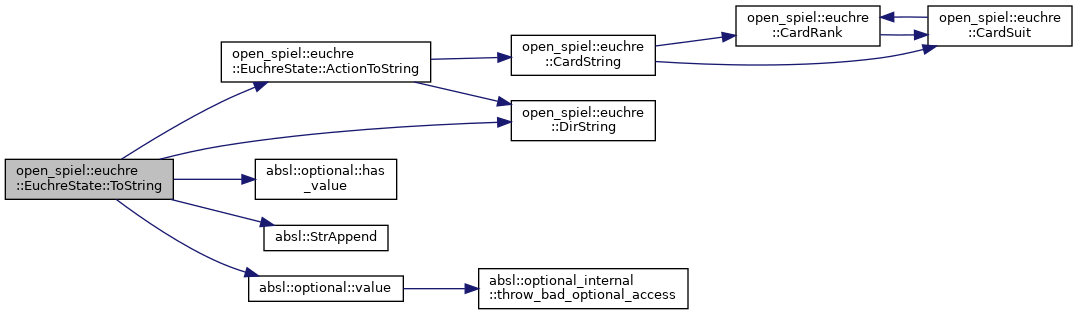 open_spiel::euchre
::EuchreState::ToString
open_spiel::euchre
::EuchreState::ActionToString
open_spiel::euchre
::CardString
open_spiel::euchre
::CardRank
open_spiel::euchre
::CardSuit
open_spiel::euchre
::DirString
absl::optional::has
_value
absl::StrAppend
absl::optional::value
absl::optional_internal
::throw_bad_optional_access